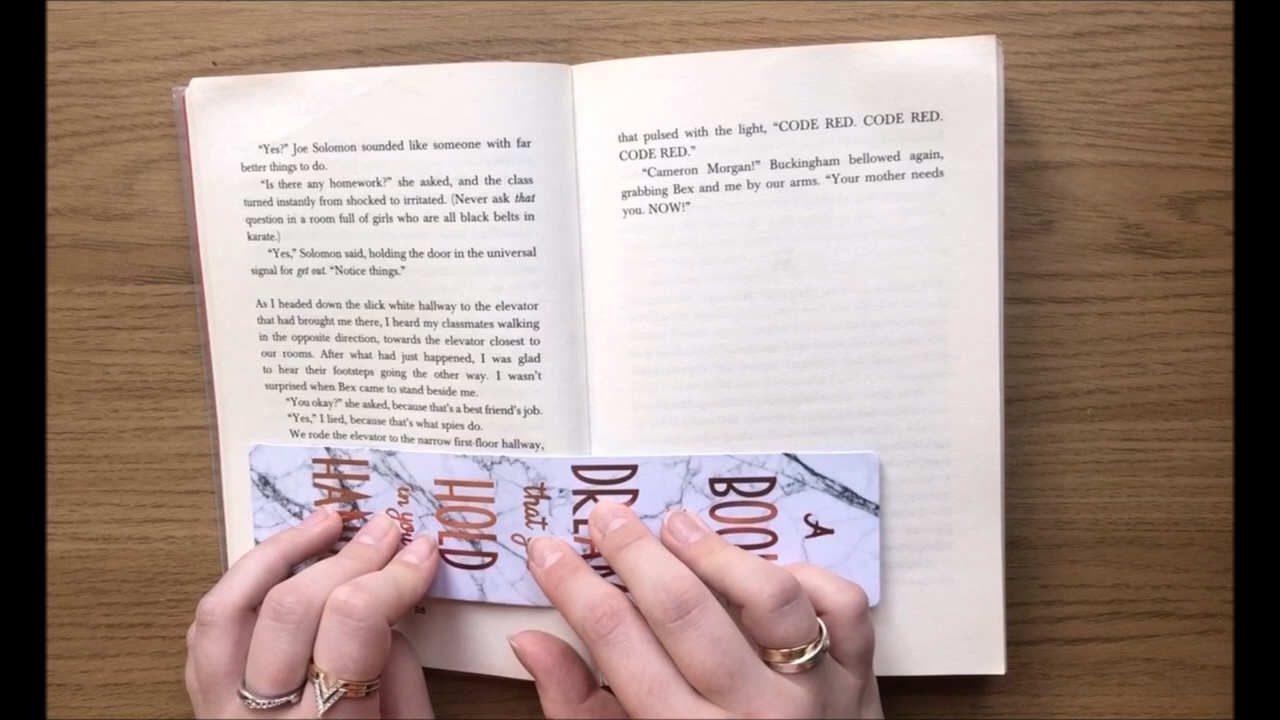 “Yes?” Joe Solomon sounded like someone with far
better things to do.
“Is there any homework?” she asked, and the class
turned instantly from shocked to irritated. (Never ask that
question in a room full of girls who are all black belts in
karate.)
“Yes,” Solomon said, holding the door in the universal
signal for get out. “Notice things.”
As I headed down the slick white hallway to the elevator
that had brought me there, I heard my classmates walking
in the opposite direction, towards the elevator closest to
our rooms. After what had just happened, I was glad
to hear their footsteps going the other way. I wasn’t
surprised when Bex came to stand beside me.
“You okay?” she asked, because that’s a best friend’s job.
“Yes,” I lied, because that’s what spies do.
We rode the elevator to the narrow first-floor hallway,
28
that pulsed with the light, “CODE RED. CODE RED.
CODE RED.”
“Cameron Morgan!” Buckingham bellowed again,
grabbing Bex and me by our arms. “Your mother needs
you. NOW!”
A
BOO
DREA
that
HOLD
in you
HAN